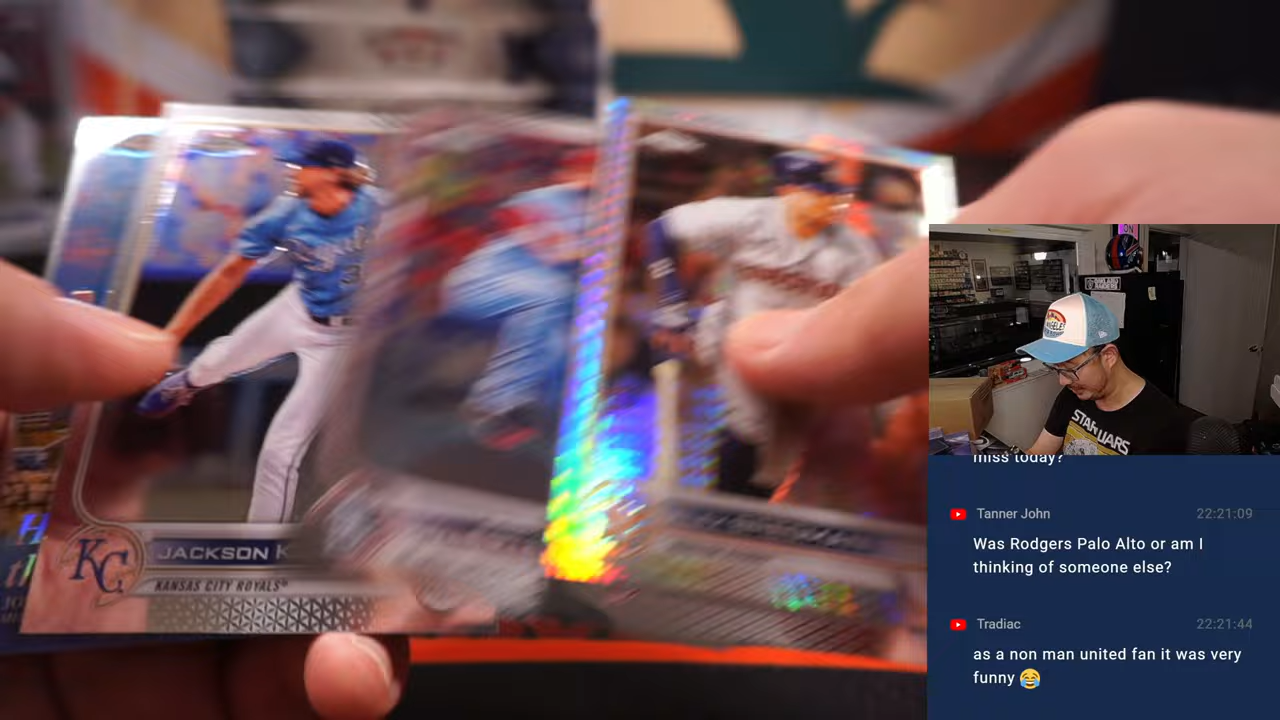 KC
JACKSON K
KANSAS CITY ROYALS®
ON
STAR WARS
miss today?
Tanner John
22:21:09
Was Rodgers Palo Alto or am I
thinking of someone else?
Tradiac
22:21:44
as a non man united fan it was very
funny 😂